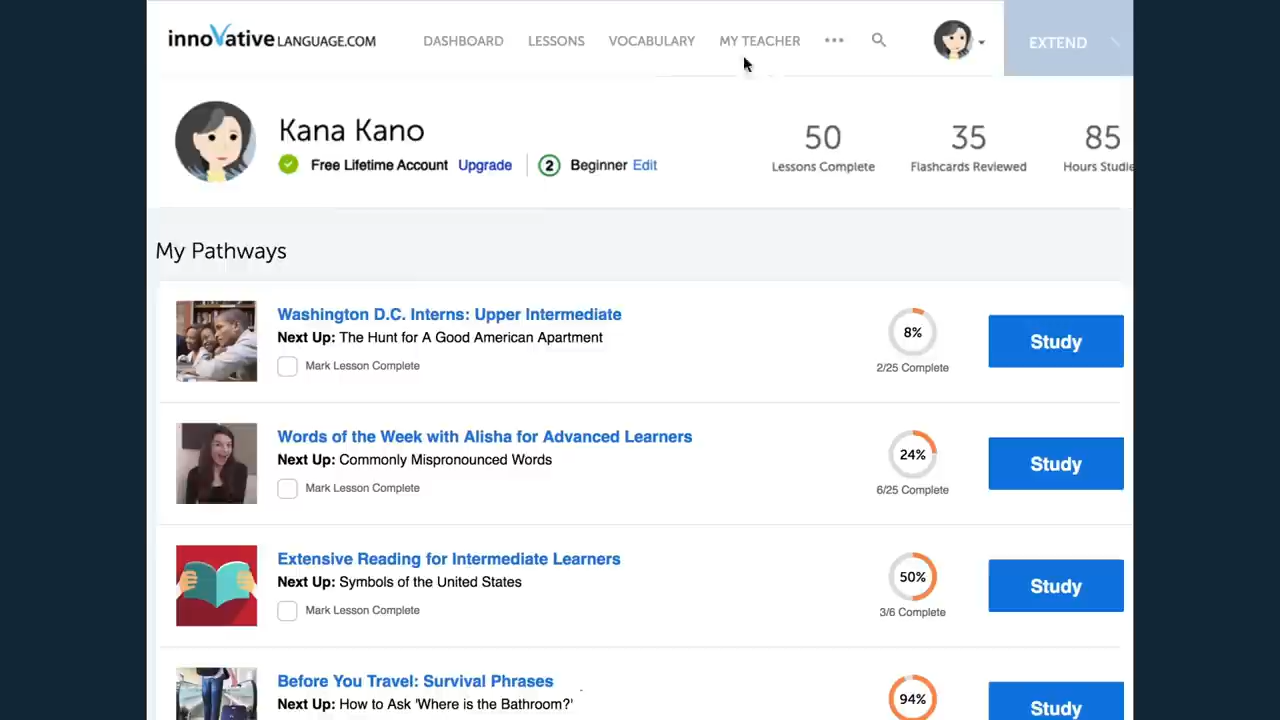 innoVative LANGUAGE.COM DASHBOARD LESSONS VOCABULARY MY TEACHER ••• EXTEND
Kana Kano
Free Lifetime Account Upgrade 2 Beginner Edit
50 35 85
Lessons Complete Flashcards Reviewed Hours Studie
My Pathways
Washington D.C. Interns: Upper Intermediate
Next Up: The Hunt for A Good American Apartment
Mark Lesson Complete
8%
2/25 Complete
Study
Words of the Week with Alisha for Advanced Learners
Next Up: Commonly Mispronounced Words
Mark Lesson Complete
24%
6/25 Complete
Study
Extensive Reading for Intermediate Learners
Next Up: Symbols of the United States
Mark Lesson Complete
50%
3/6 Complete
Study
Before You Travel: Survival Phrases
Next Up: How to Ask 'Where is the Bathroom?'
94%
Study